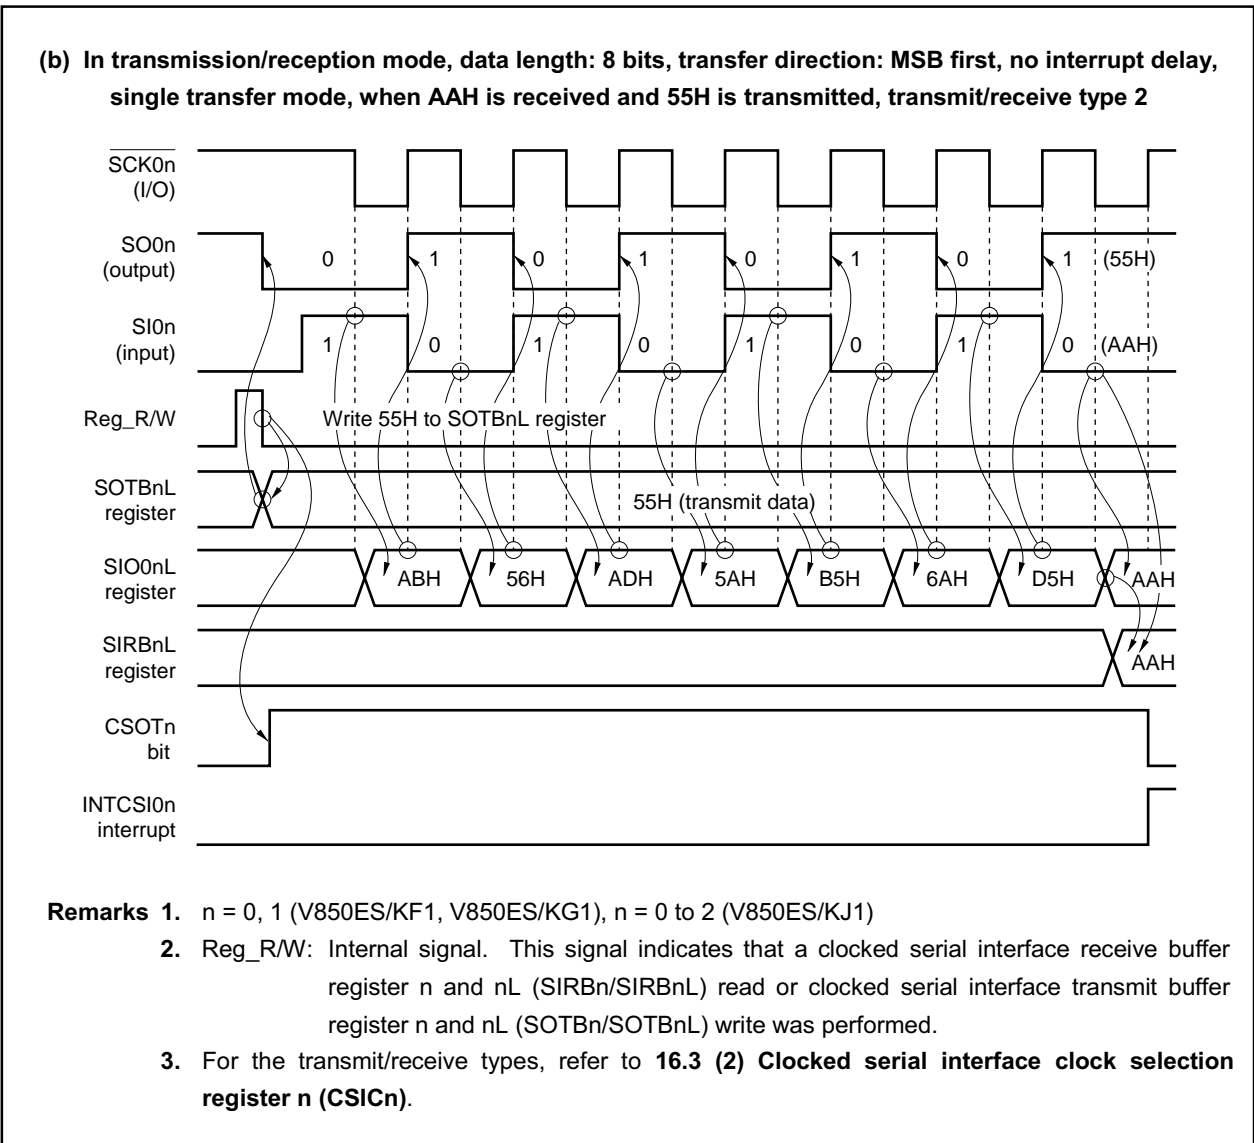 (b) In transmission/reception mode, data length: 8 bits, transfer direction: MSB first, no interrupt delay,
single transfer mode, when AAH is received and 55H is transmitted, transmit/receive type 2
SCK0n
(I/O)
SO0n
(output)
0 1 0 1 0 1 0 1 (55H)
SI0n
(input)
1 0 1 0 1 0 1 0 (AAH)
Reg_R/W
Write 55H to SOTBnL register
SOTBnL
register
55H (transmit data)
SIO0nL
register
ABH 56H ADH 5AH B5H 6AH D5H AAH
SIRBnL
register
AAH
CSOTn
bit
INTCSI0n
interrupt
Remarks 1. n = 0, 1 (V850ES/KF1, V850ES/KG1), n = 0 to 2 (V850ES/KJ1)
2. Reg_R/W: Internal signal. This signal indicates that a clocked serial interface receive buffer
register n and nL (SIRBn/SIRBnL) read or clocked serial interface transmit buffer
register n and nL (SOTBn/SOTBnL) write was performed.
3. For the transmit/receive types, refer to 16.3 (2) Clocked serial interface clock selection
register n (CSICn).